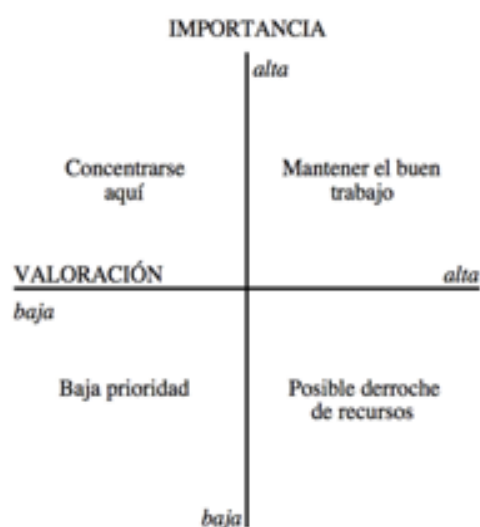 IMPORTANCIA
alta
Concentrarse
aquí
Mantener el buen
trabajo
VALORACIÓN
alta
baja
Baja prioridad
Posible derroche
de recursos
baja